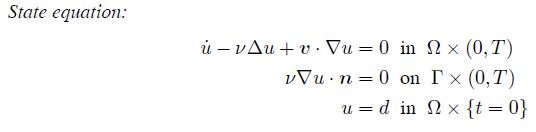 State equation:
u̇ − νΔu + v · ∇u = 0 in Ω × (0, T)
ν∇u · n = 0 on Γ × (0, T)
u = d in Ω × {t = 0}